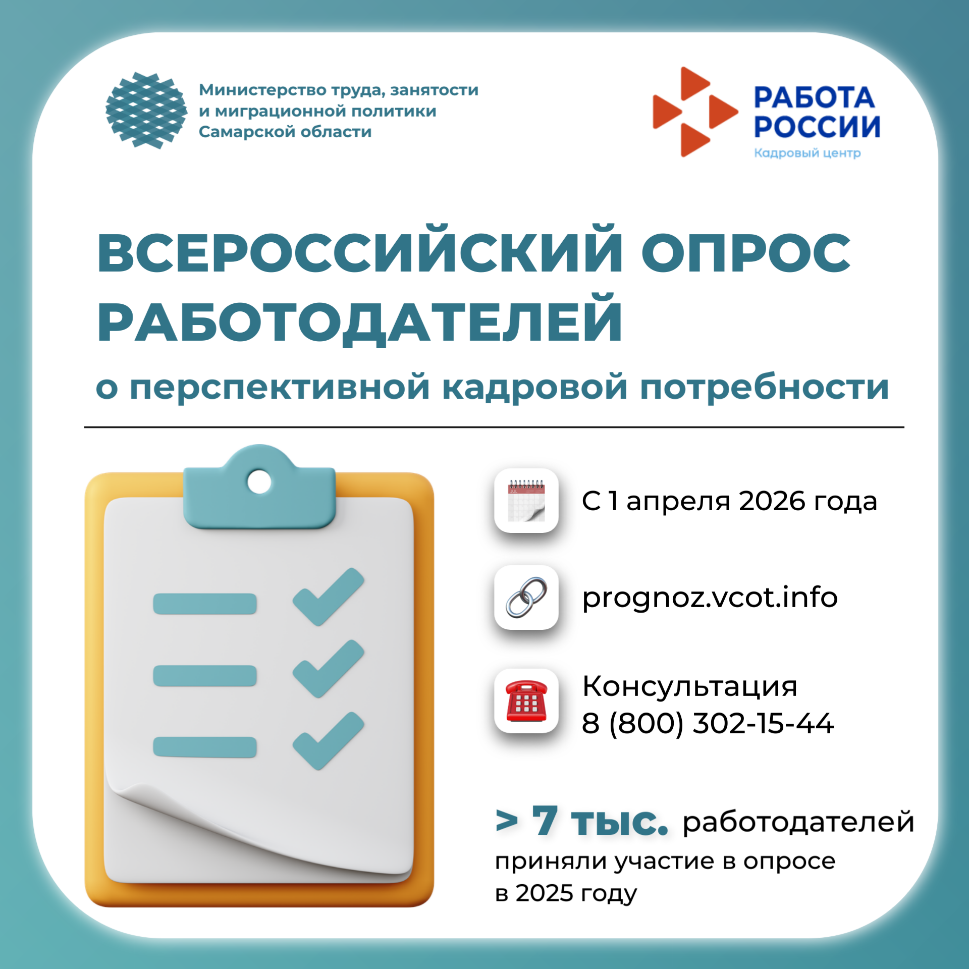 Министерство труда, занятости
и миграционной политики
Самарской области
РАБОТА
РОССИИ
Кадровый центр
ВСЕРОССИЙСКИЙ ОПРОС
РАБОТОДАТЕЛЕЙ
о перспективной кадровой потребности
С 1 апреля 2026 года
prognoz.vcot.info
Консультация
8 (800) 302-15-44
> 7 тыс. работодателей
приняли участие в опросе
в 2025 году